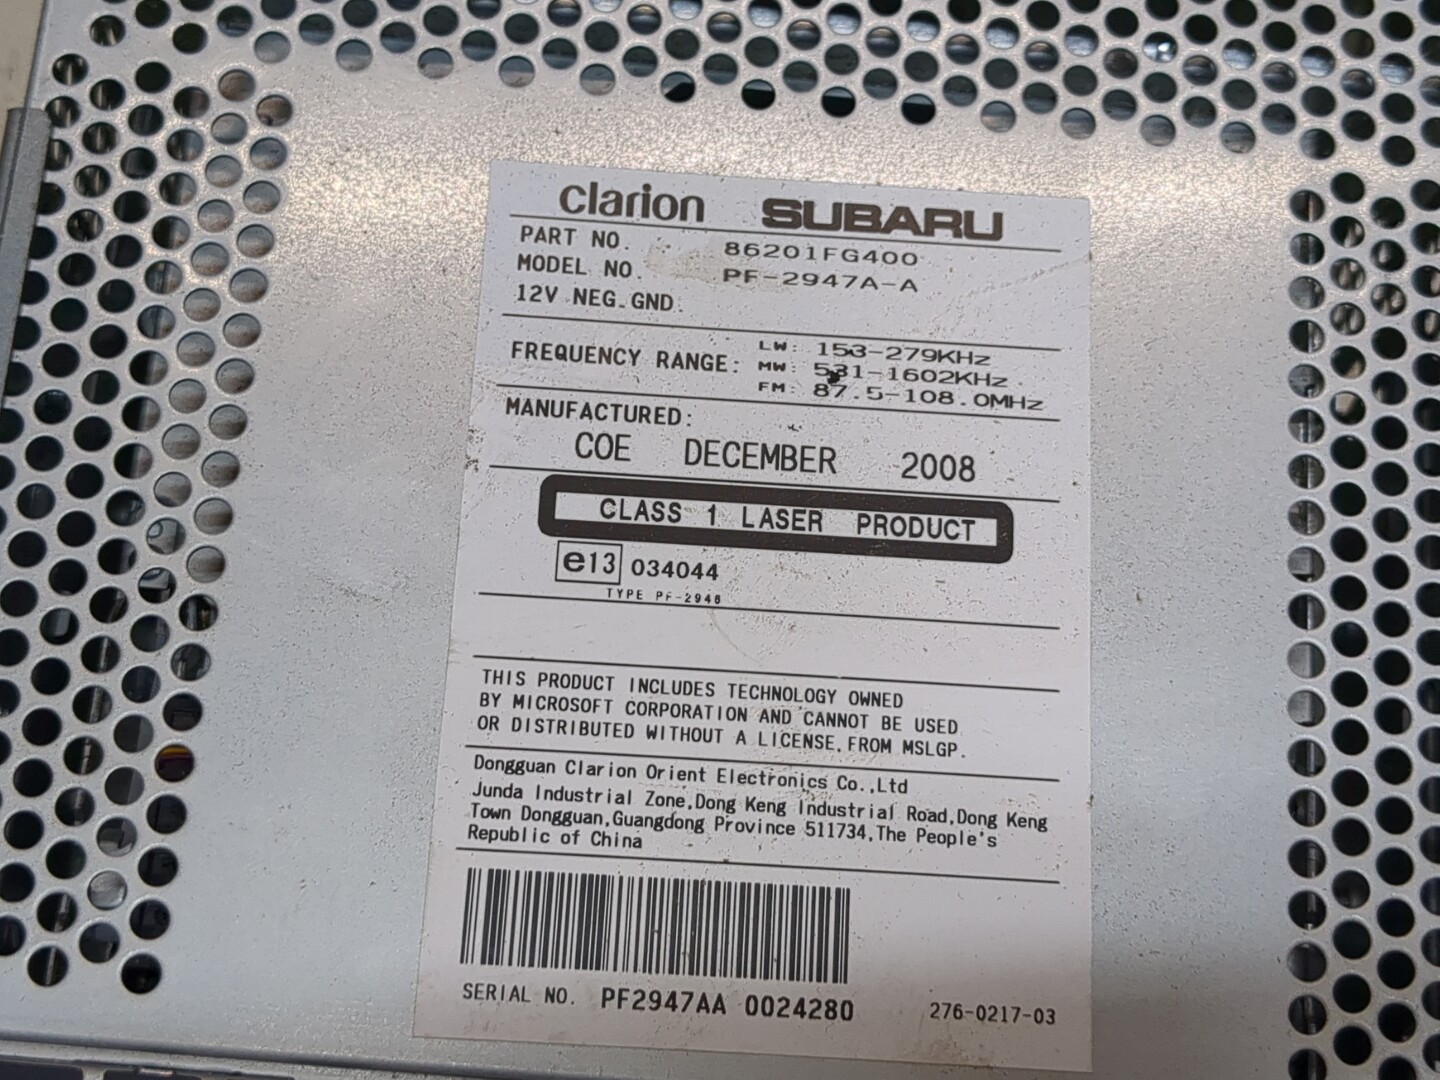 clarion SUBARU
PART NO. 86201FG400
MODEL NO. PF-2947A-A
12V NEG.GND.
FREQUENCY RANGE: LW: 153-279KHz
MW: 531-1602KHz
FM: 87.5-108.0MHz
MANUFACTURED:
COE DECEMBER 2008
CLASS 1 LASER PRODUCT
e13 034044
TYPE PF-2946
THIS PRODUCT INCLUDES TECHNOLOGY OWNED
BY MICROSOFT CORPORATION AND CANNOT BE USED
OR DISTRIBUTED WITHOUT A LICENSE, FROM MSLGP.
Dongguan Clarion Orient Electronics Co.,Ltd
Junda Industrial Zone,Dong Keng Industrial Road,Dong Keng
Town Dongguan,Guangdong Province 511734,The People's
Republic of China
SERIAL NO. PF2947AA 0024280
276-0217-03